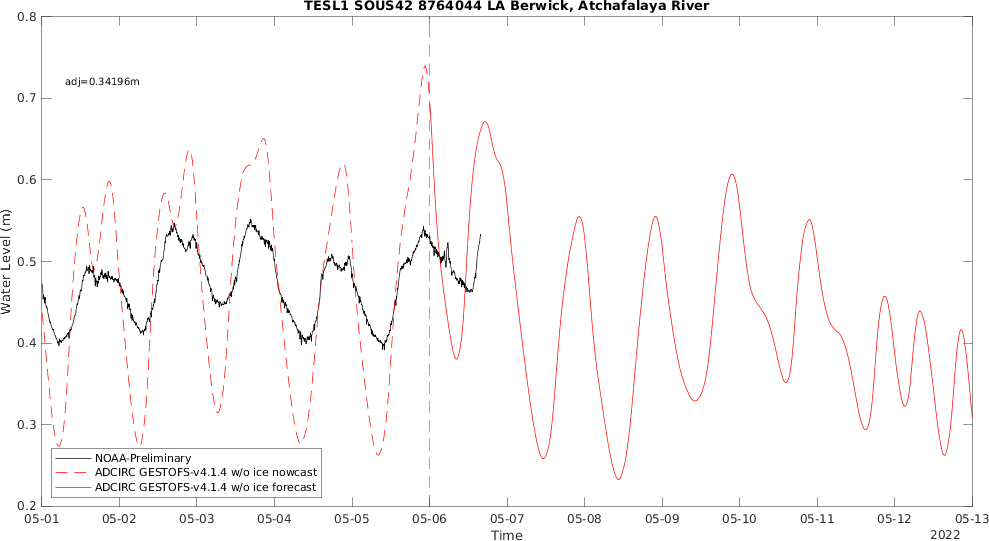 TESL1 SOUS42 8764044 LA Berwick, Atchafalaya River
0.8
adj=0.34196m
0.7
0.6
0.5
0.4
0.3
0.2
Water Level (m)
NOAA-Preliminary
ADCIRC GESTOFS-v4.1.4 w/o ice nowcast
ADCIRC GESTOFS-v4.1.4 w/o ice forecast
05-01 05-02 05-03 05-04 05-05 05-06 05-07 05-08 05-09 05-10 05-11 05-12 05-13
Time
2022